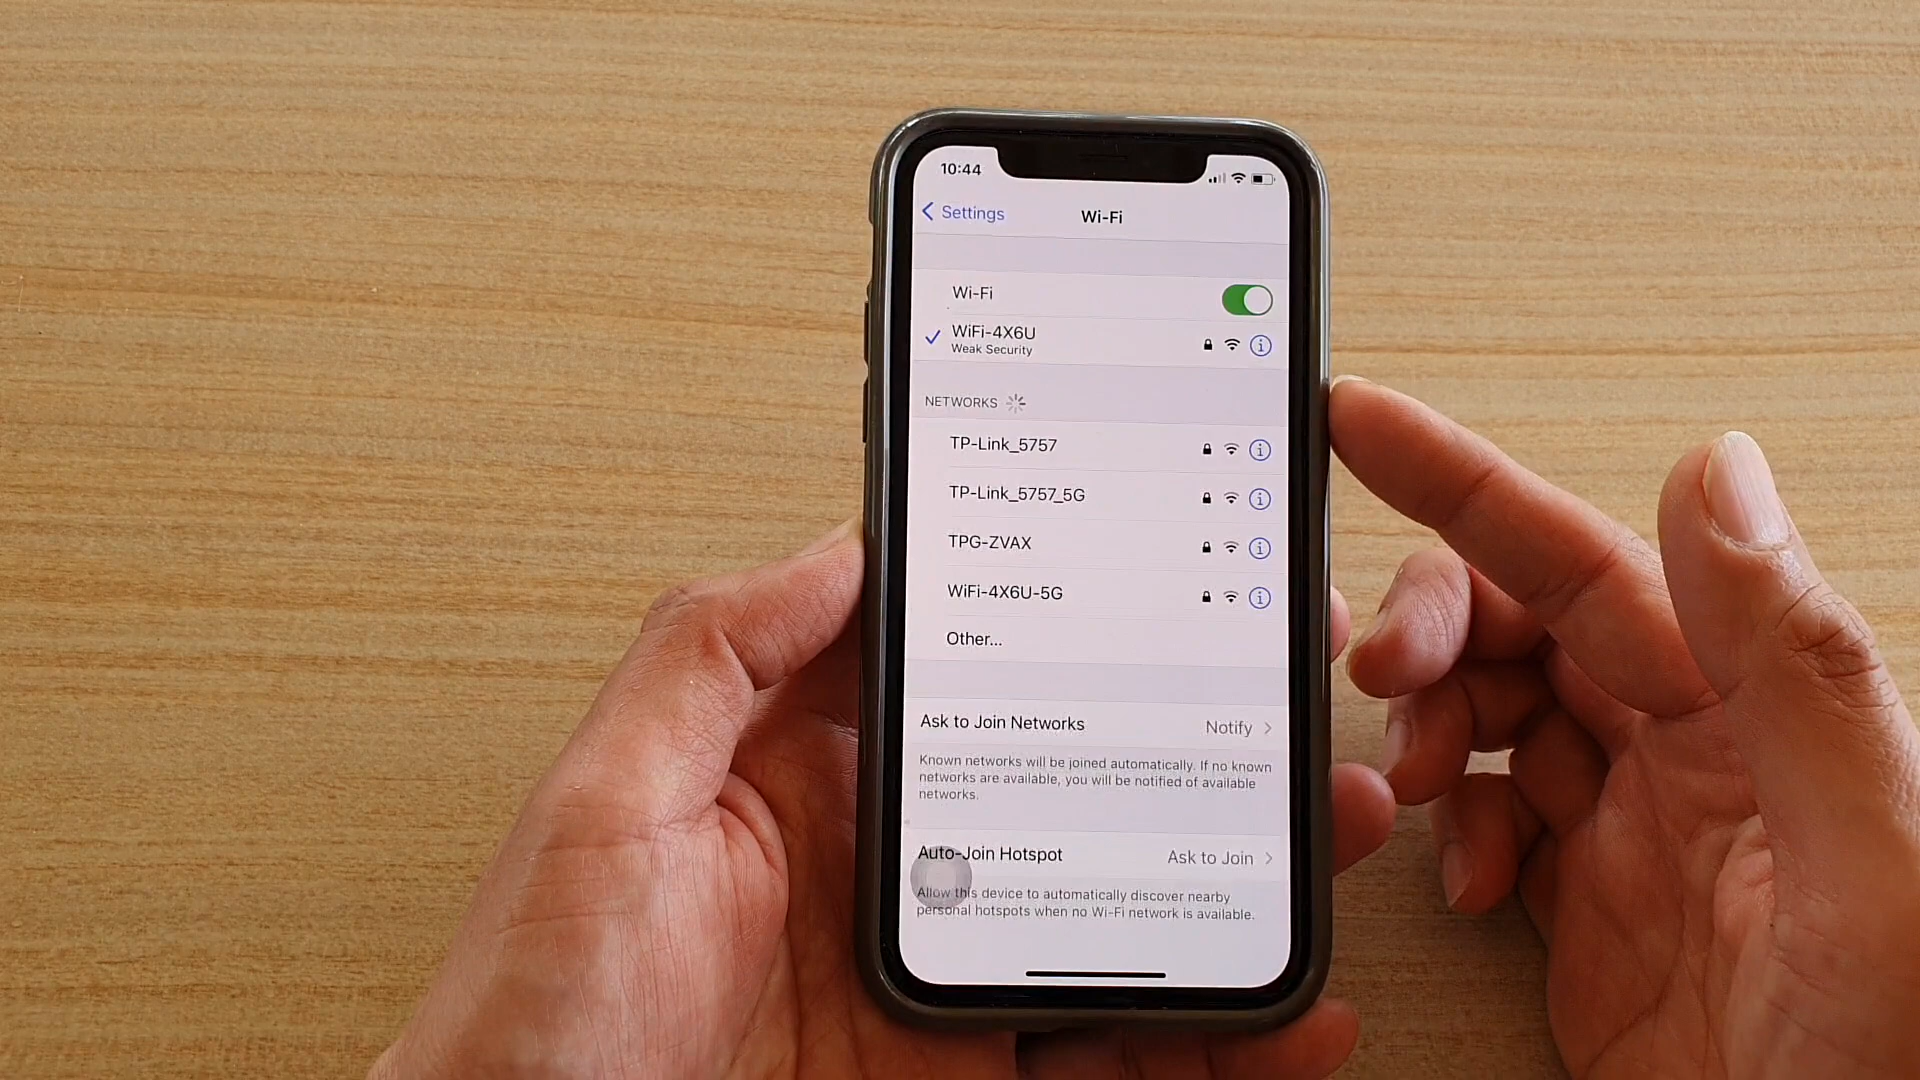 10:44
Settings
Wi-Fi
Wi-Fi
WiFi-4X6U
Weak Security
NETWORKS
TP-Link_5757
TP-Link_5757_5G
TPG-ZVAX
WiFi-4X6U-5G
Other...
Ask to Join Networks Notify
Known networks will be joined automatically. If no known
networks are available, you will be notified of available
networks.
Auto-Join Hotspot Ask to Join
Allow this device to automatically discover nearby
personal hotspots when no Wi-Fi network is available.